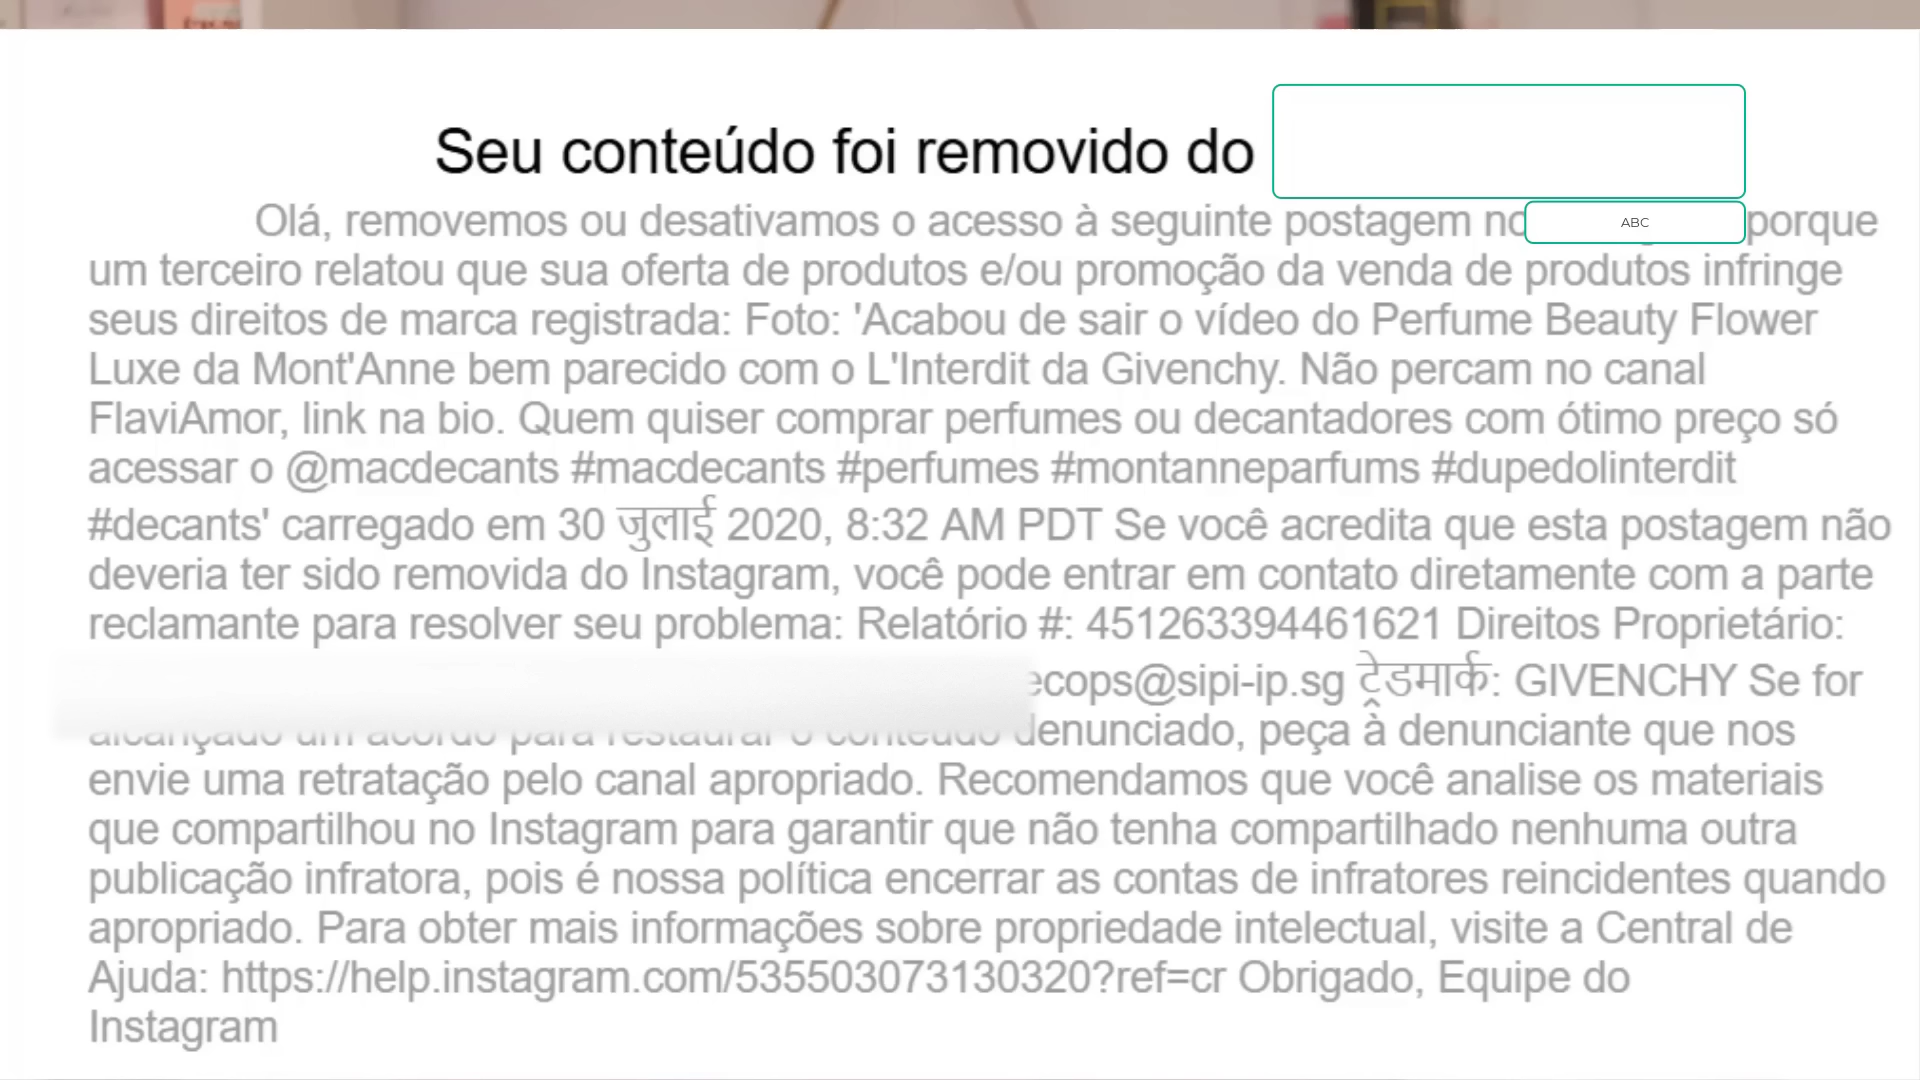 Seu conteúdo foi removido do
Olá, removemos ou desativamos o acesso à seguinte postagem no ABC porque
um terceiro relatou que sua oferta de produtos e/ou promoção da venda de produtos infringe
seus direitos de marca registrada: Foto: 'Acabou de sair o vídeo do Perfume Beauty Flower
Luxe da Mont'Anne bem parecido com o L'Interdit da Givenchy. Não percam no canal
FlaviAmor, link na bio. Quem quiser comprar perfumes ou decantadores com ótimo preço só
acessar o @macdecants #macdecants #perfumes #montanneparfums #dupedolinterdit
#decants' carregado em 30 जुलाई 2020, 8:32 AM PDT Se você acredita que esta postagem não
deveria ter sido removida do Instagram, você pode entrar em contato diretamente com a parte
reclamante para resolver seu problema: Relatório #: 451263394461621 Direitos Proprietário:
ecops@sipi-ip.sg ट्रेडमार्क: GIVENCHY Se for
alcançado um acordo para restaurar o conteúdo denunciado, peça à denunciante que nos
envie uma retratação pelo canal apropriado. Recomendamos que você analise os materiais
que compartilhou no Instagram para garantir que não tenha compartilhado nenhuma outra
publicação infratora, pois é nossa política encerrar as contas de infratores reincidentes quando
apropriado. Para obter mais informações sobre propriedade intelectual, visite a Central de
Ajuda: https://help.instagram.com/535503073130320?ref=cr Obrigado, Equipe do
Instagram